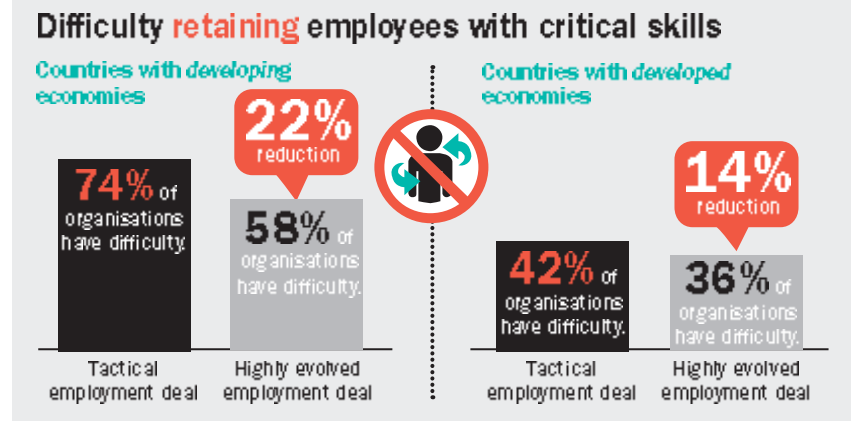 Difficulty retaining employees with critical skills
Countries with developing
economies
22%
reduction
74% of
organisations
have difficulty.
58% of
organisations
have difficulty.
Tactical
employment deal
Highly evolved
employment deal
Countries with developed
economies
14%
reduction
42% of
organisations
have difficulty.
36% of
organisations
have difficulty.
Tactical
employment deal
Highly evolved
employment deal